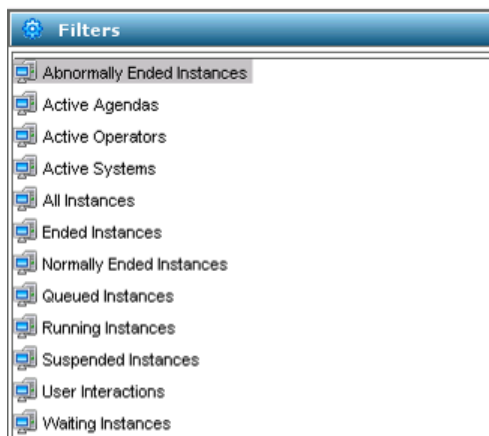 Filters
Abnormally Ended Instances
Active Agendas
Active Operators
Active Systems
All Instances
Ended Instances
Normally Ended Instances
Queued Instances
Running Instances
Suspended Instances
User Interactions
Waiting Instances